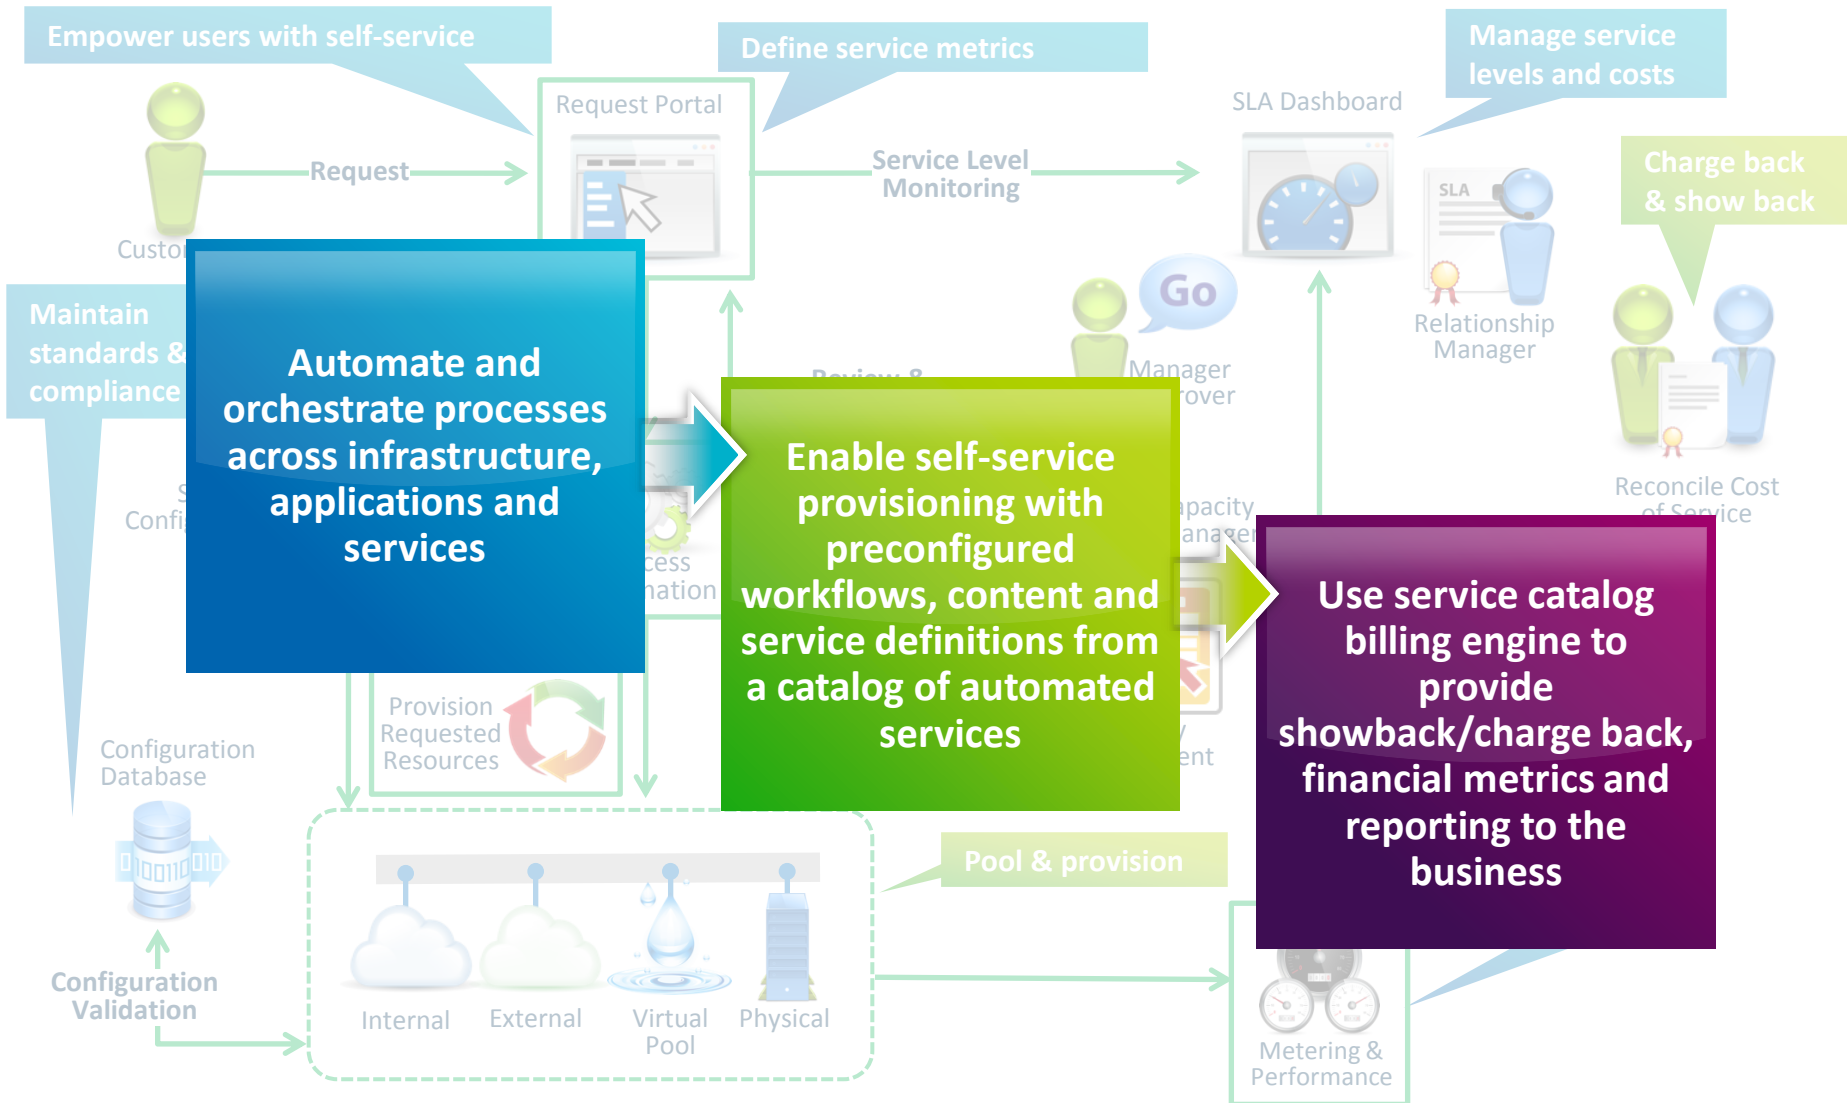 Empower users with self-service
Define service metrics
Manage service
levels and costs
Request Portal
SLA Dashboard
Request
Service Level
Monitoring
Charge back
& show back
SLA
Go
Maintain
standards &
compliance
Relationship
Manager
Manager
Automate and
orchestrate processes
across infrastructure,
applications and
services
Enable self-service
provisioning with
preconfigured
workflows, content and
service definitions from
a catalog of automated
services
Reconcile Cost
of Service
Use service catalog
billing engine to
provide
showback/charge back,
financial metrics and
reporting to the
business
Provision
Requested
Resources
Configuration
Database
Pool & provision
Configuration
Validation
Internal
External
Virtual
Pool
Physical
Metering &
Performance